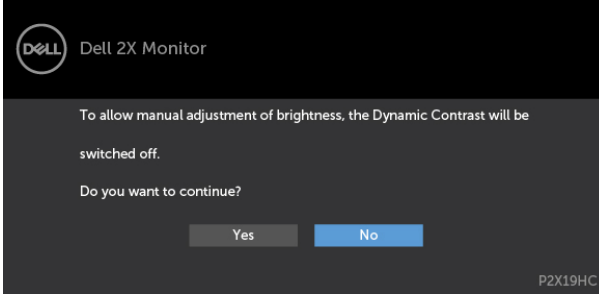 DELL Dell 2X Monitor
To allow manual adjustment of brightness, the Dynamic Contrast will be
switched off.
Do you want to continue?
Yes No
P2X19HC